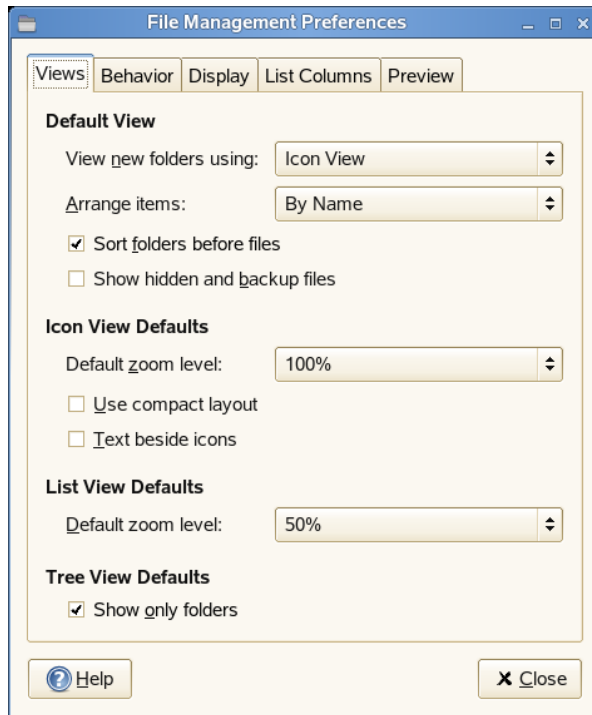 File Management Preferences
Views Behavior Display List Columns Preview
Default View
View new folders using: Icon View
Arrange items: By Name
Sort folders before files
Show hidden and backup files
Icon View Defaults
Default zoom level: 100%
Use compact layout
Text beside icons
List View Defaults
Default zoom level: 50%
Tree View Defaults
Show only folders
Help Close